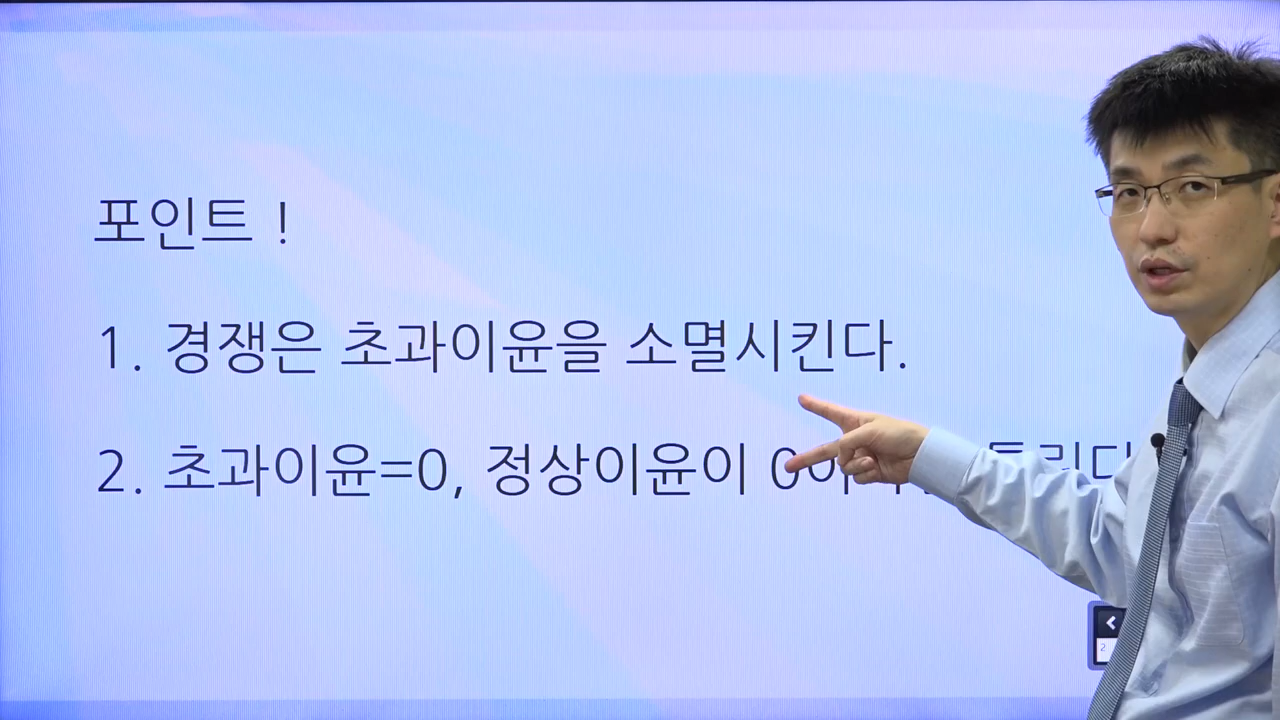 포인트 !
1. 경쟁은 초과이윤을 소멸시킨다.
2. 초과이윤=0, 정상이윤이
2